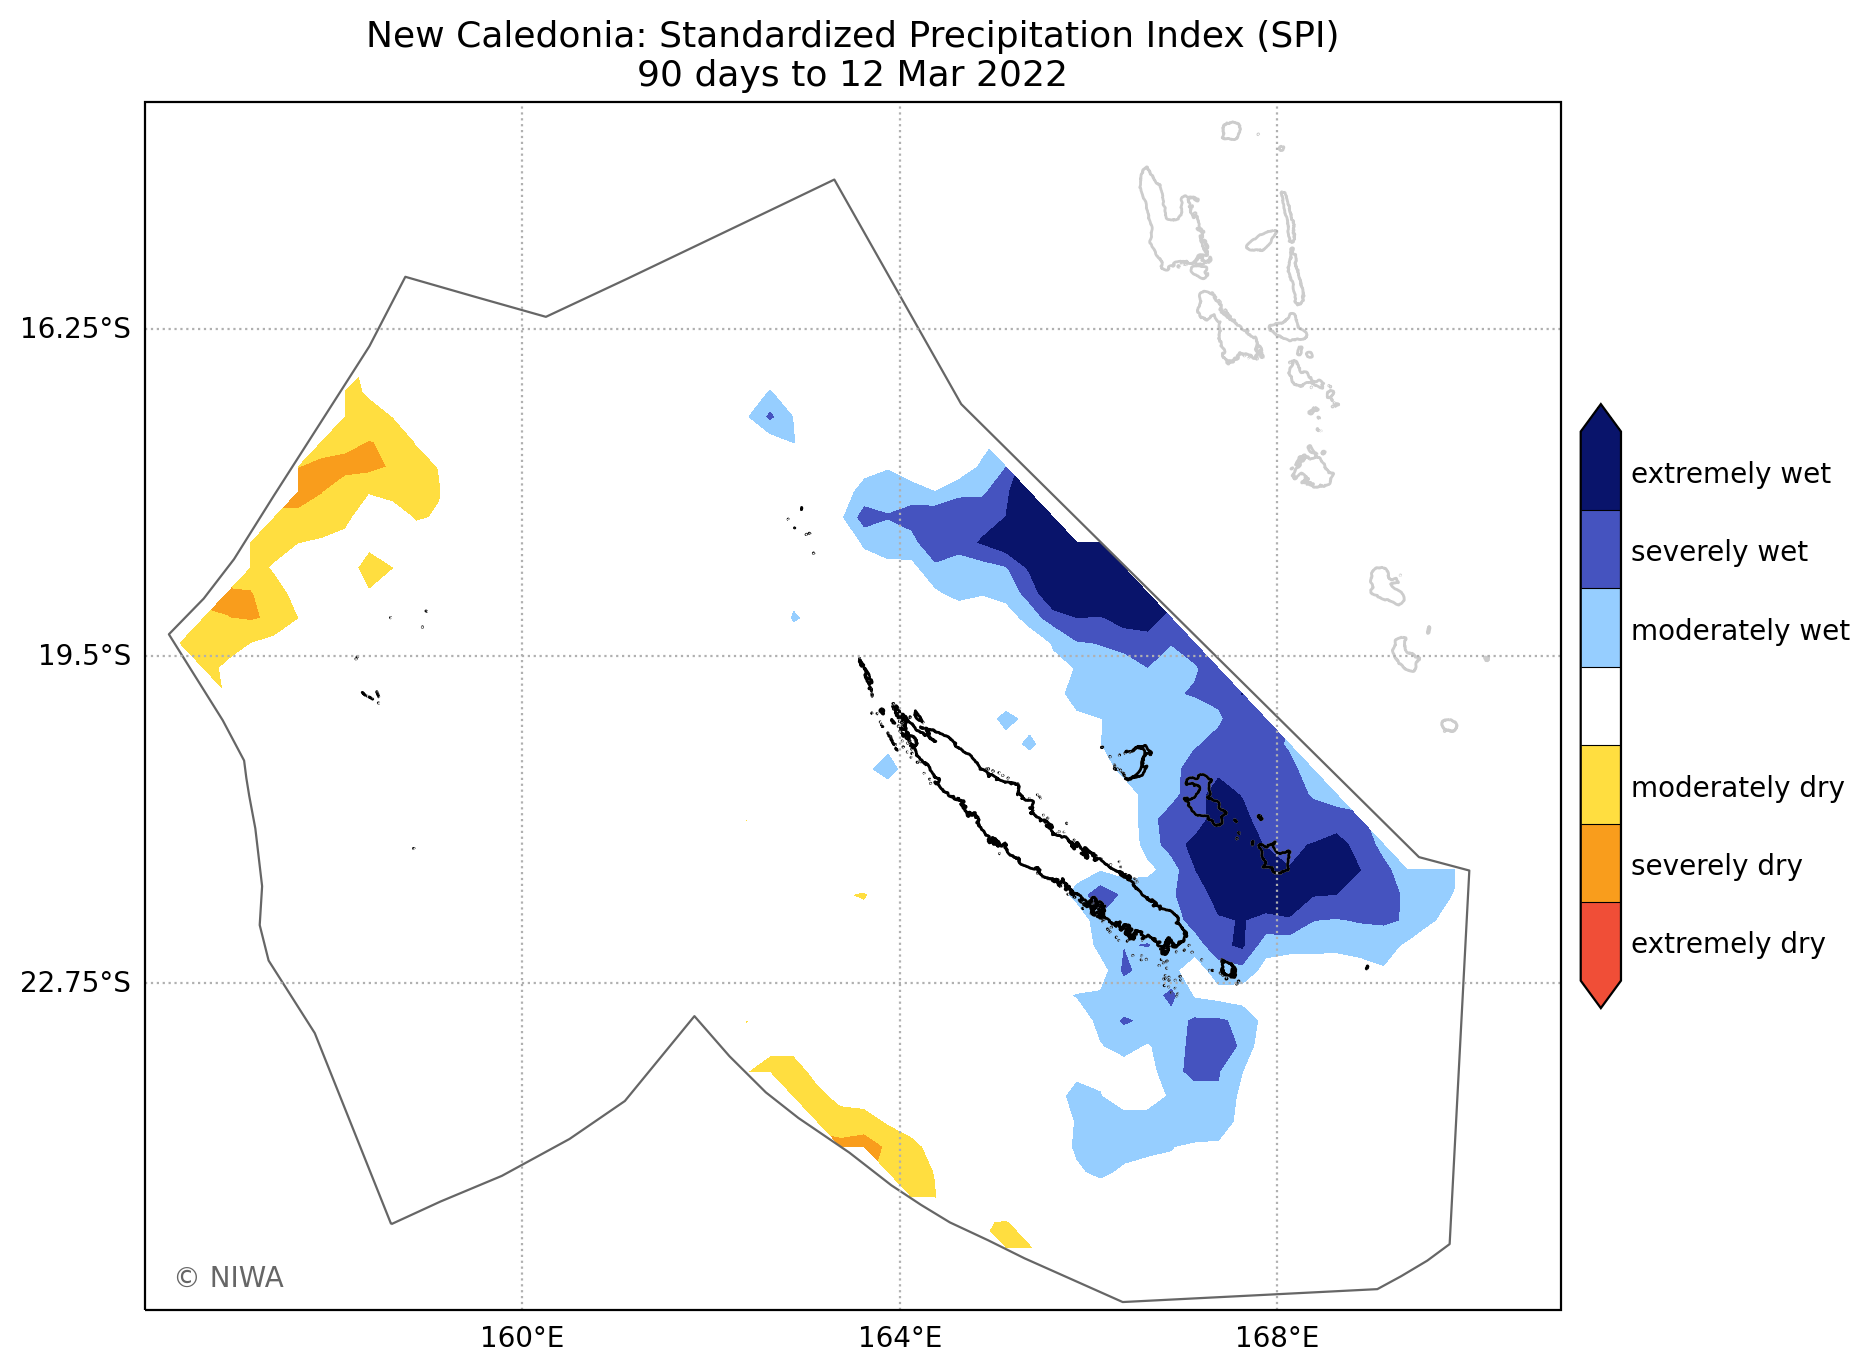 New Caledonia: Standardized Precipitation Index (SPI)
90 days to 12 Mar 2022
16.25°S
19.5°S
22.75°S
160°E
164°E
168°E
extremely wet
severely wet
moderately wet
moderately dry
severely dry
extremely dry
© NIWA